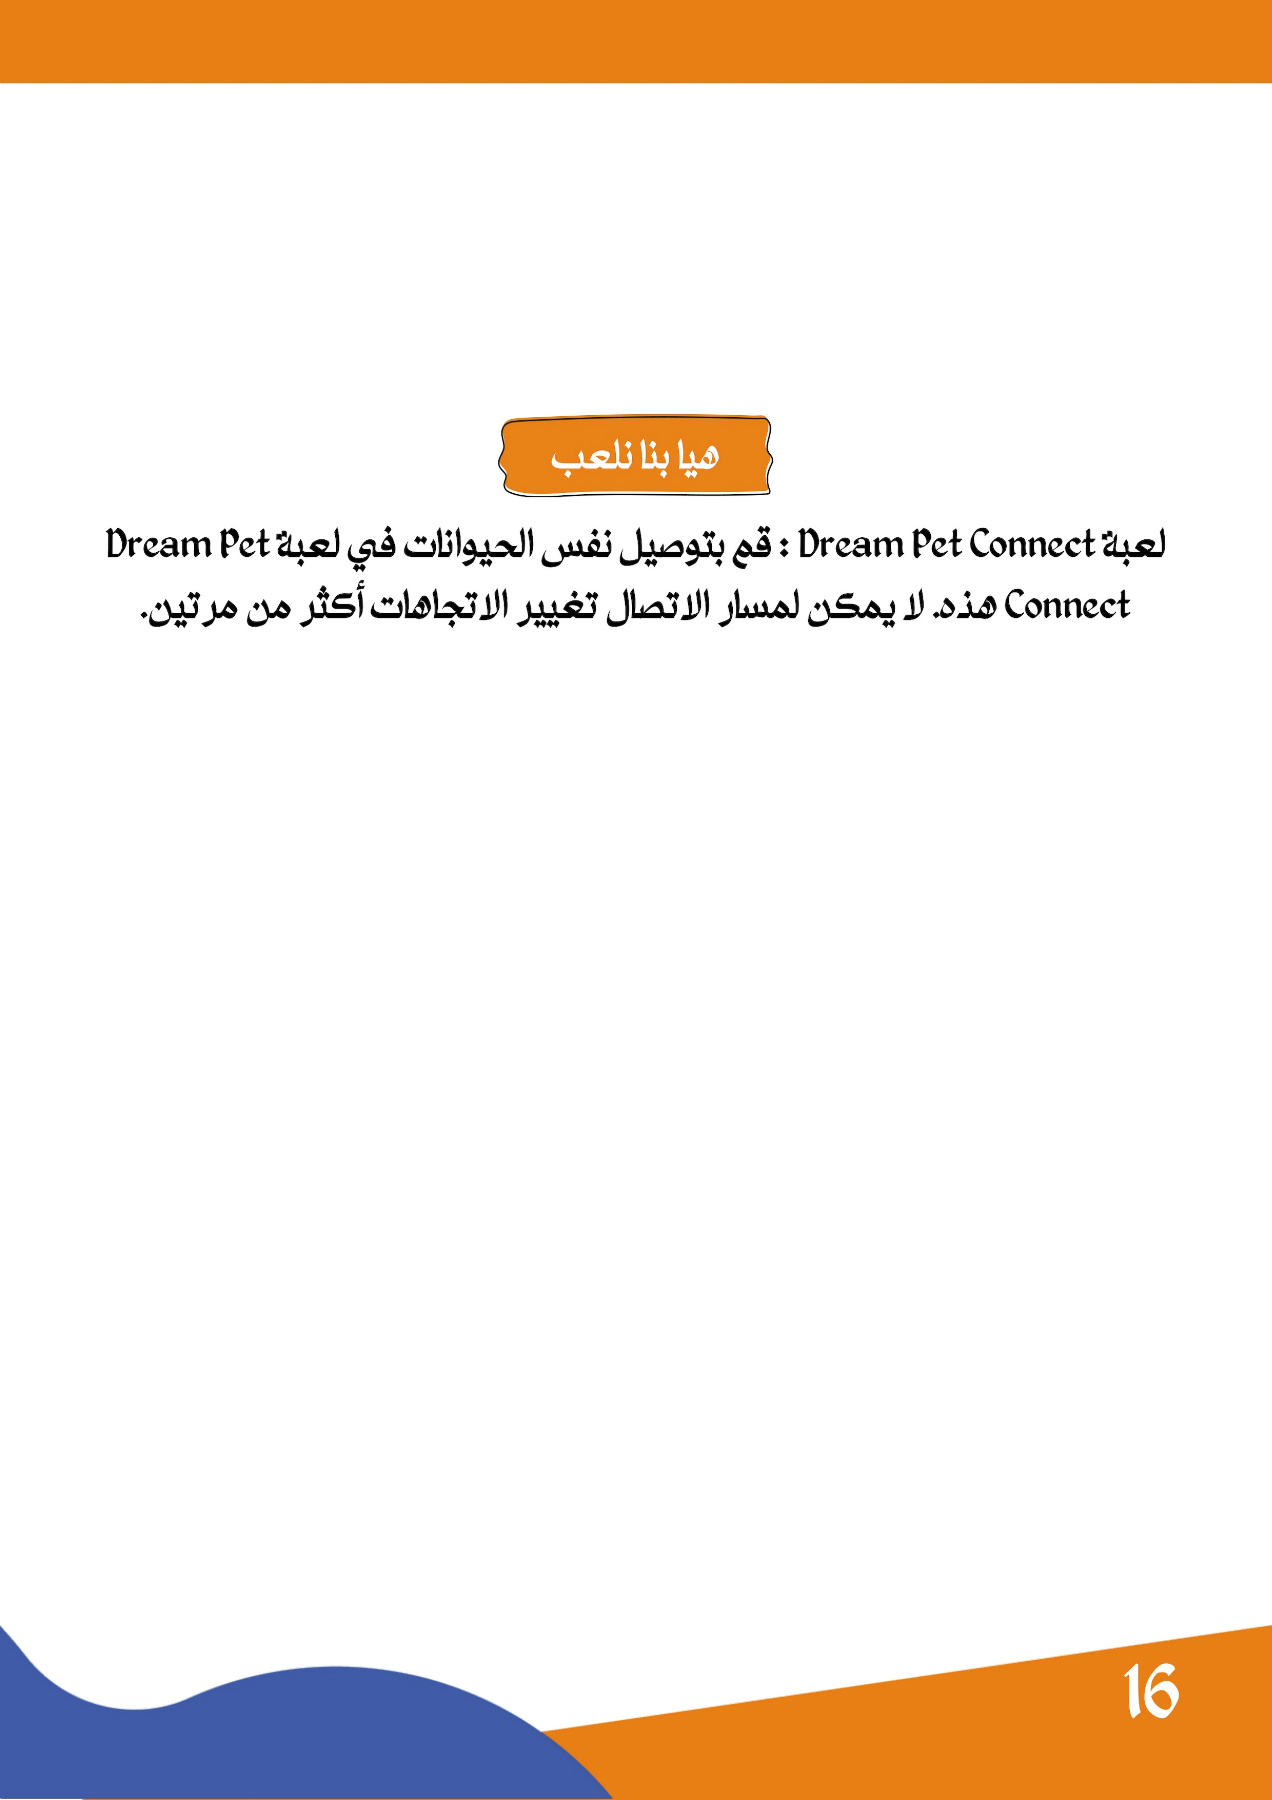 هيا بنا نلعب
لعبة Dream Pet Connect : قم بتوصيل نفس الحيوانات في لعبة Dream Pet
Connect هذه. لا يمكن لمسار الاتصال تغيير الاتجاهات أكثر من مرتين.
16